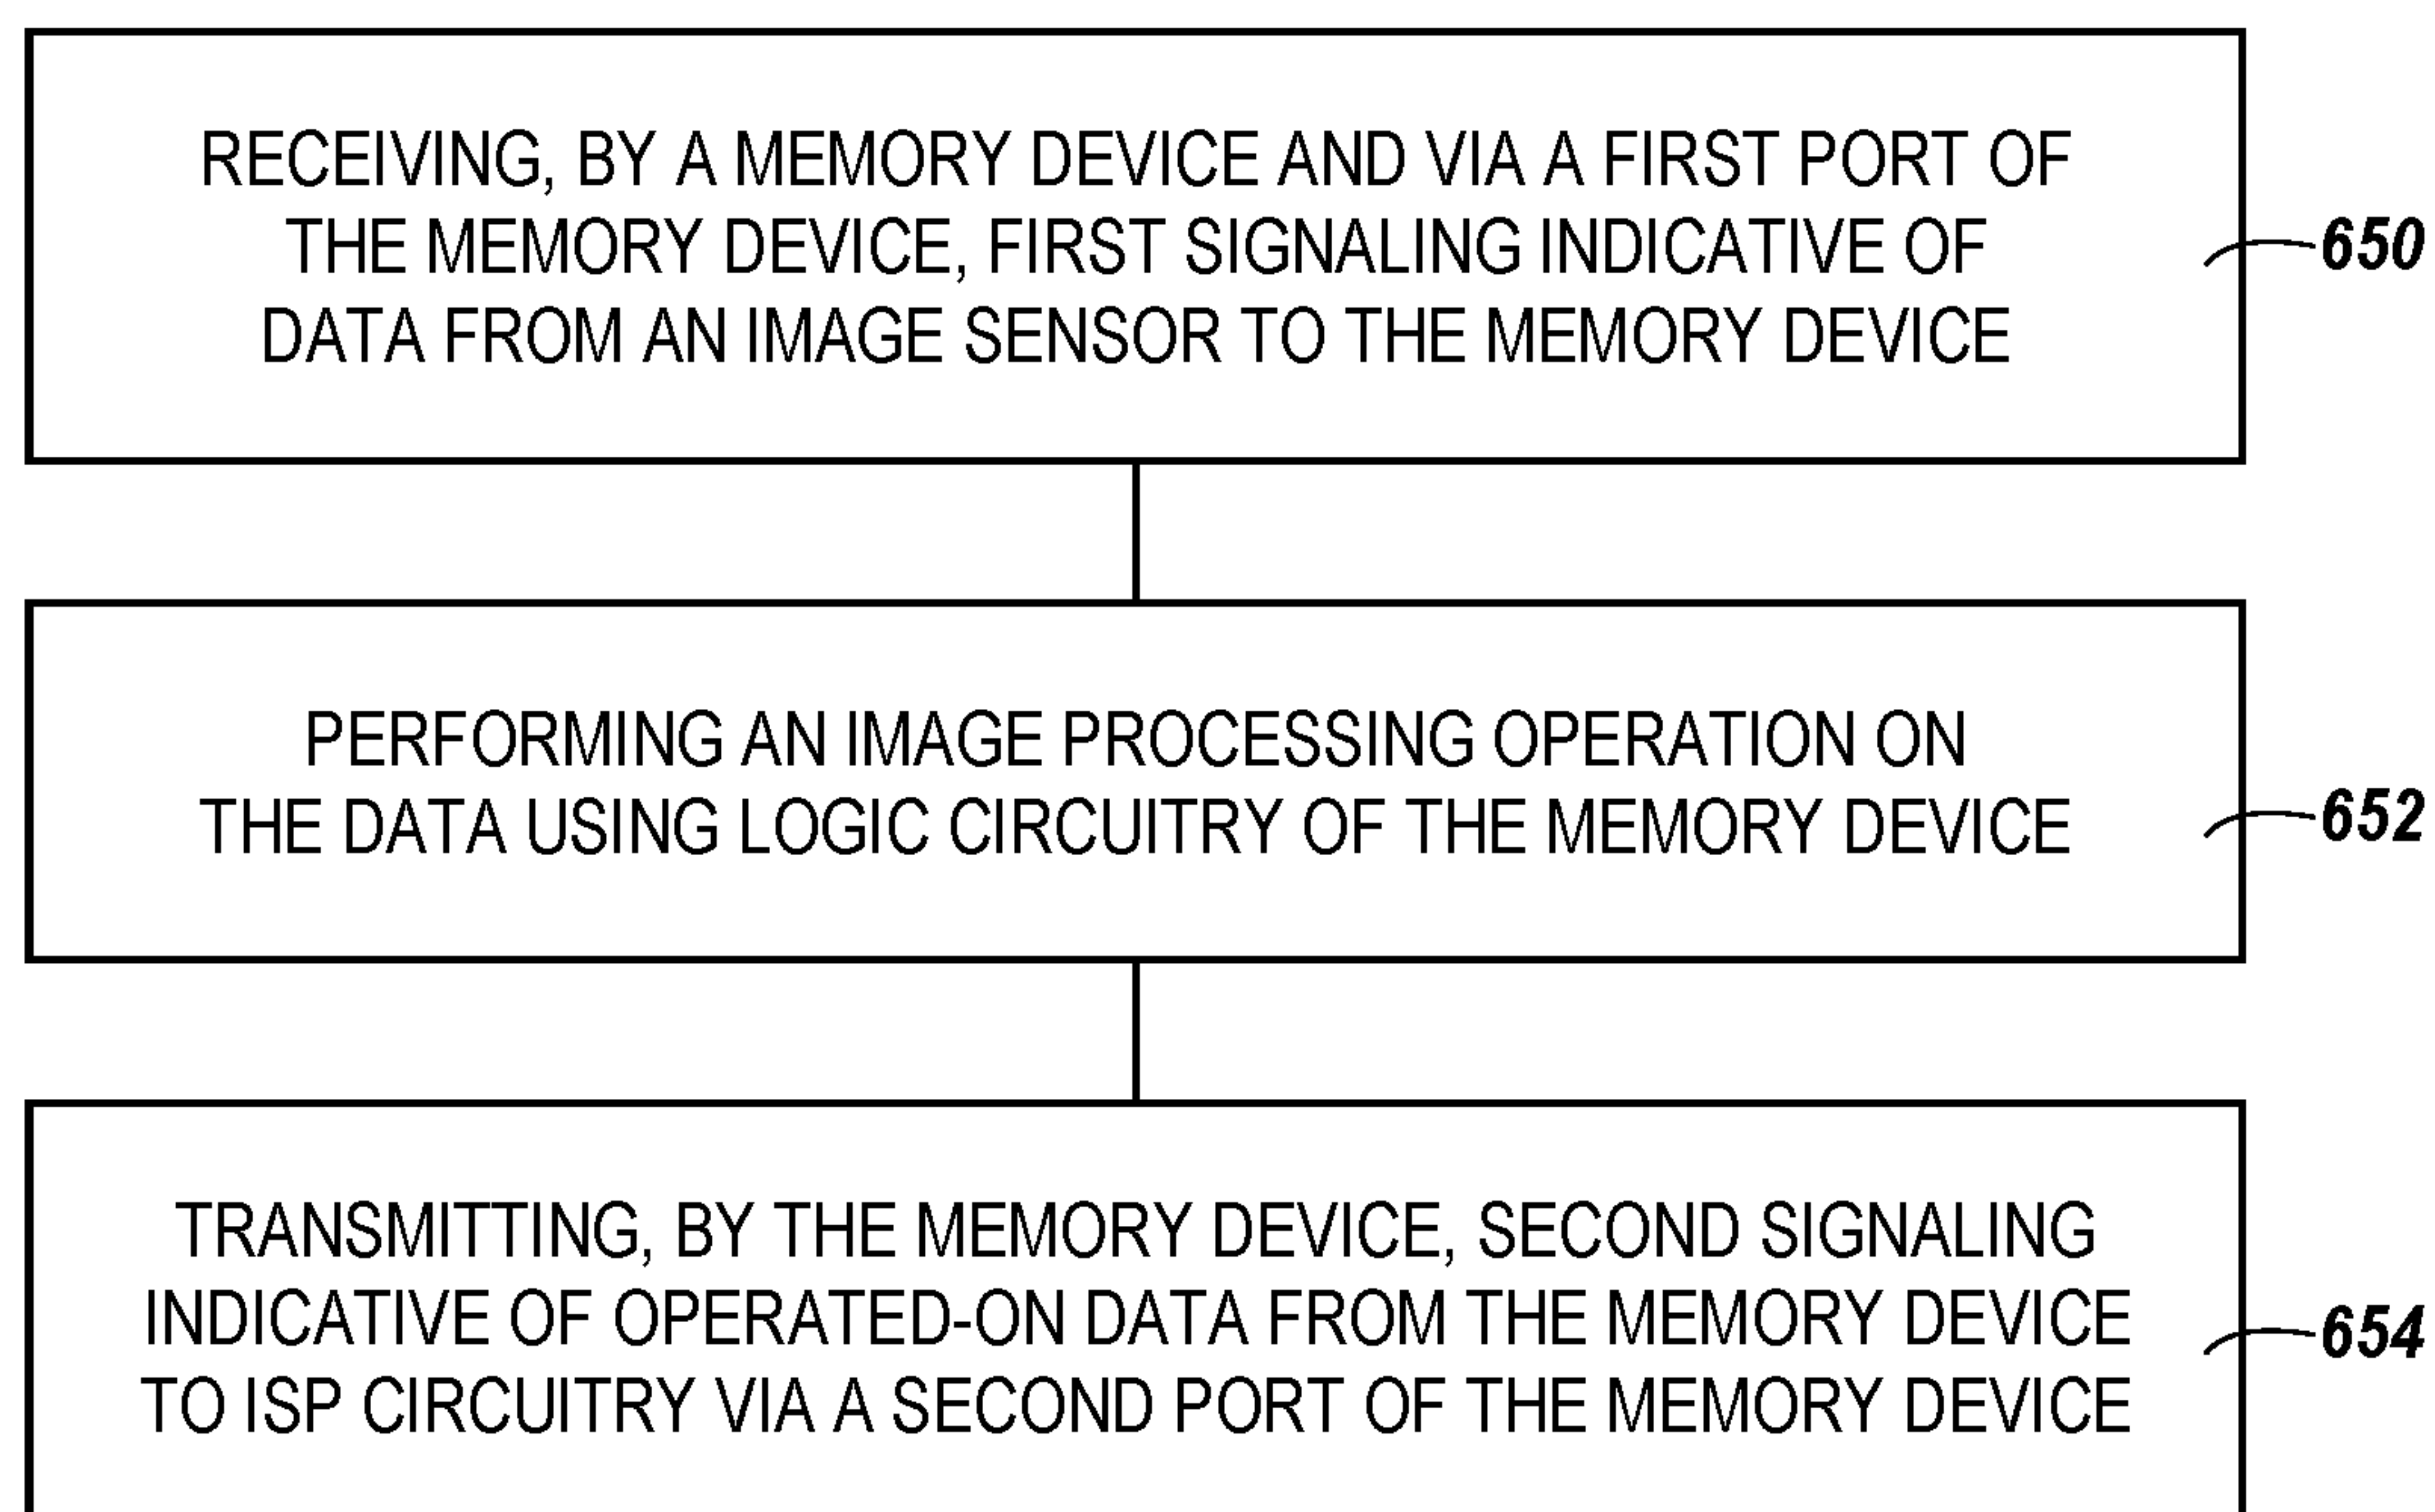 RECEIVING, BY A MEMORY DEVICE AND VIA A FIRST PORT OF
THE MEMORY DEVICE, FIRST SIGNALING INDICATIVE OF
DATA FROM AN IMAGE SENSOR TO THE MEMORY DEVICE
650
PERFORMING AN IMAGE PROCESSING OPERATION ON
THE DATA USING LOGIC CIRCUITRY OF THE MEMORY DEVICE
652
TRANSMITTING, BY THE MEMORY DEVICE, SECOND SIGNALING
INDICATIVE OF OPERATED-ON DATA FROM THE MEMORY DEVICE
TO ISP CIRCUITRY VIA A SECOND PORT OF THE MEMORY DEVICE
654